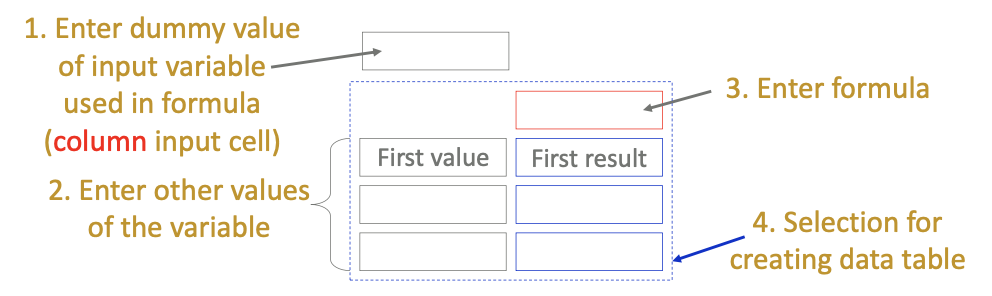 1. Enter dummy value
of input variable
used in formula
(column input cell)
3. Enter formula
First value
First result
2. Enter other values
of the variable
4. Selection for
creating data table